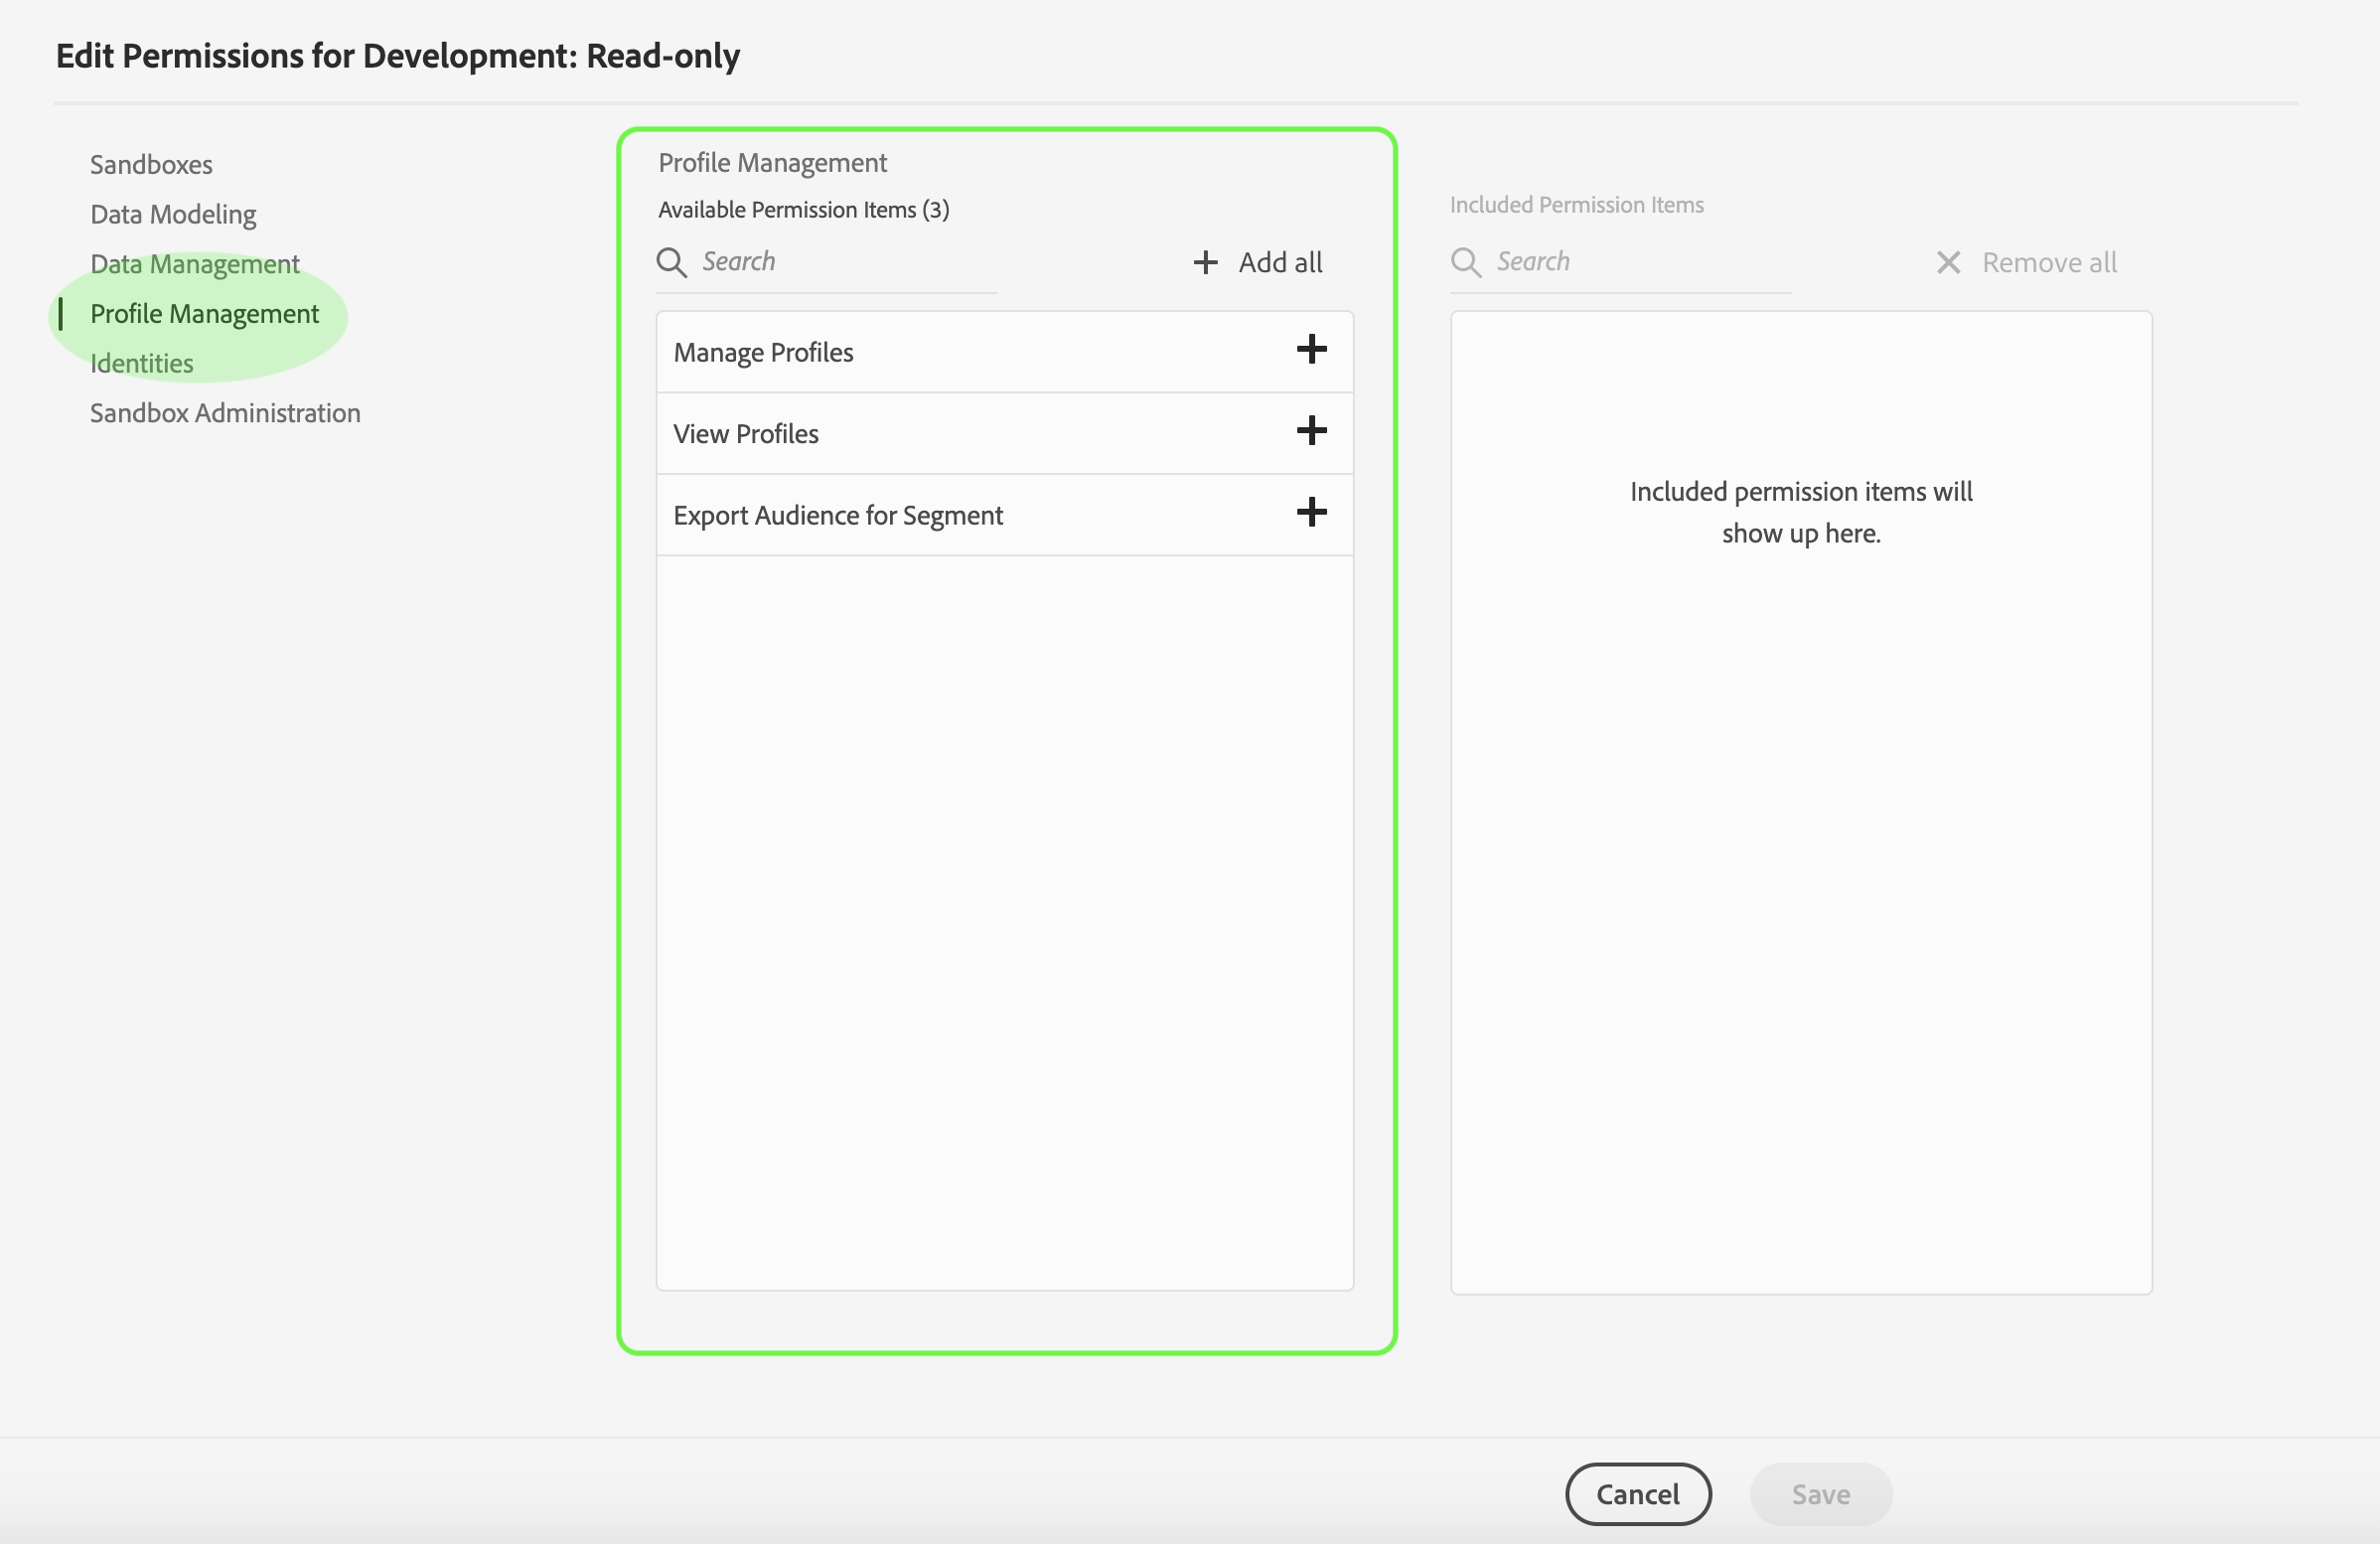 Edit Permissions for Development: Read-only
Sandboxes
Data Modeling
Data Management
Profile Management
Identities
Sandbox Administration
Profile Management
Available Permission Items (3)
Search
Add all
Manage Profiles
View Profiles
Export Audience for Segment
Included Permission Items
Search
Remove all
Included permission items will
show up here.
Cancel
Save